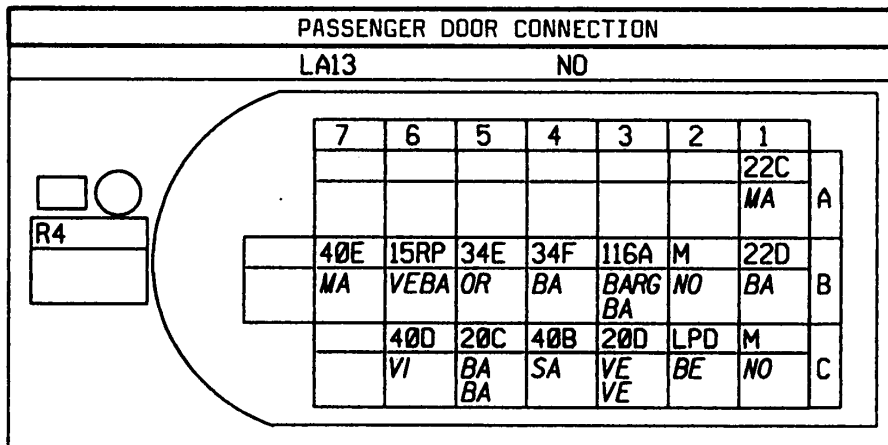 PASSENGER DOOR CONNECTION
LA13 NO
7 6 5 4 3 2 1
22C
MA A
R4
40E 15RP 34E 34F 116A M 22D
MA VEBA OR BA BARG NO BA B
BA
40D 20C 40B 20D LPD M
VI BA SA VE BE NO C
BA VE